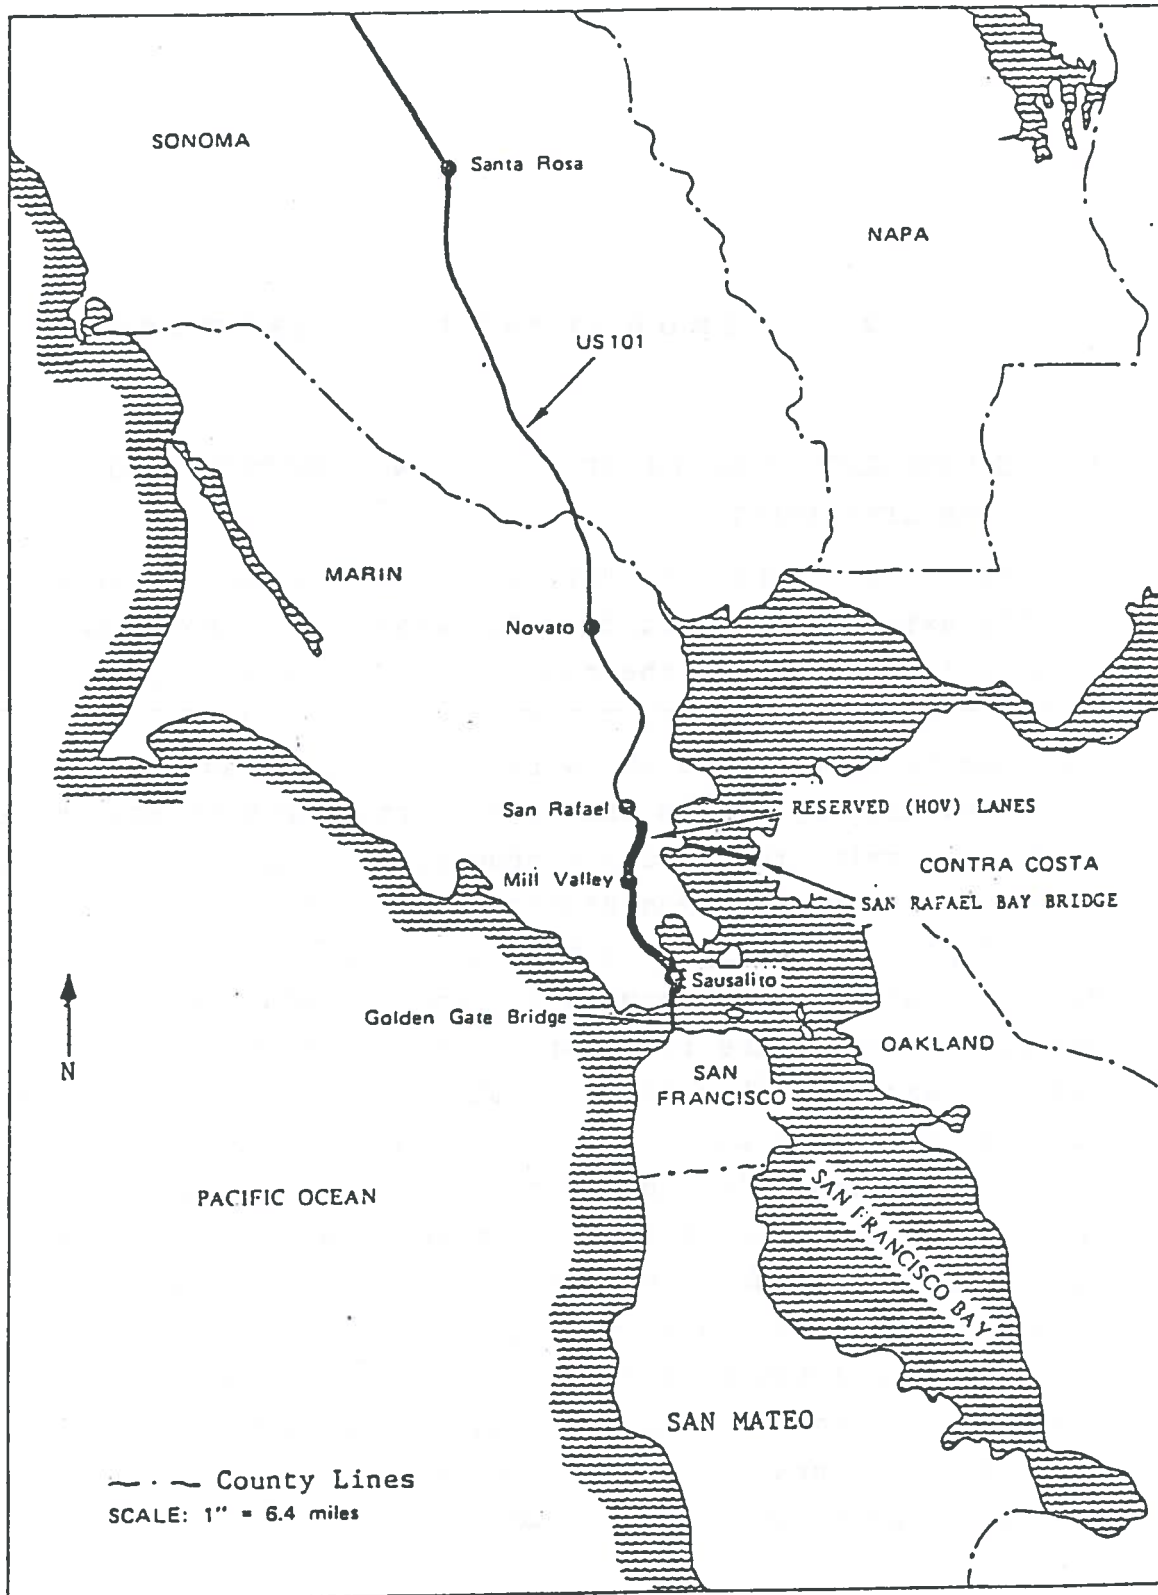 SONOMA
Santa Rosa
NAPA
US 101
MARIN
Novato
San Rafael
RESERVED (HOV) LANES
Mill Valley
CONTRA COSTA
SAN RAFAEL BAY BRIDGE
Sausalito
Golden Gate Bridge
OAKLAND
N
SAN
FRANCISCO
PACIFIC OCEAN
SAN FRANCISCO BAY
SAN MATEO
County Lines
SCALE: 1" = 6.4 miles